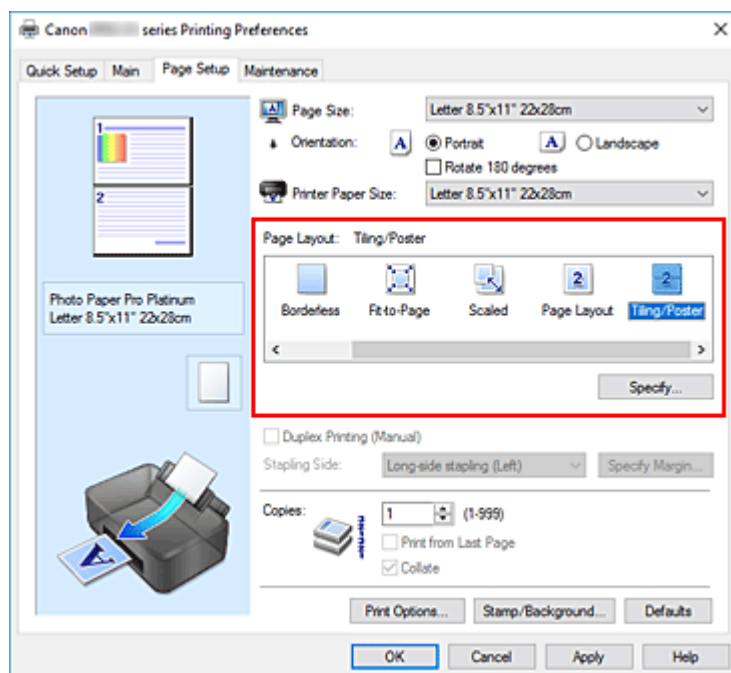 Canon series Printing Preferences
Quick Setup Main Page Setup Maintenance
1
2
Photo Paper Pro Platinum
Letter 8.5"x11" 22x28cm
Page Size: Letter 8.5"x11" 22x28cm
Orientation: A Portrait A Landscape
Rotate 180 degrees
Printer Paper Size: Letter 8.5"x11" 22x28cm
Page Layout: Tiling/Poster
Borderless Fit-to-Page Scaled Page Layout Tiling/Poster
2 2
Specify...
Duplex Printing (Manual)
Stapling Side: Long-side stapling (Left) Specify Margin...
Copies: 1 (1-999)
Print from Last Page
Collate
A
Print Options... Stamp/Background... Defaults
OK Cancel Apply Help